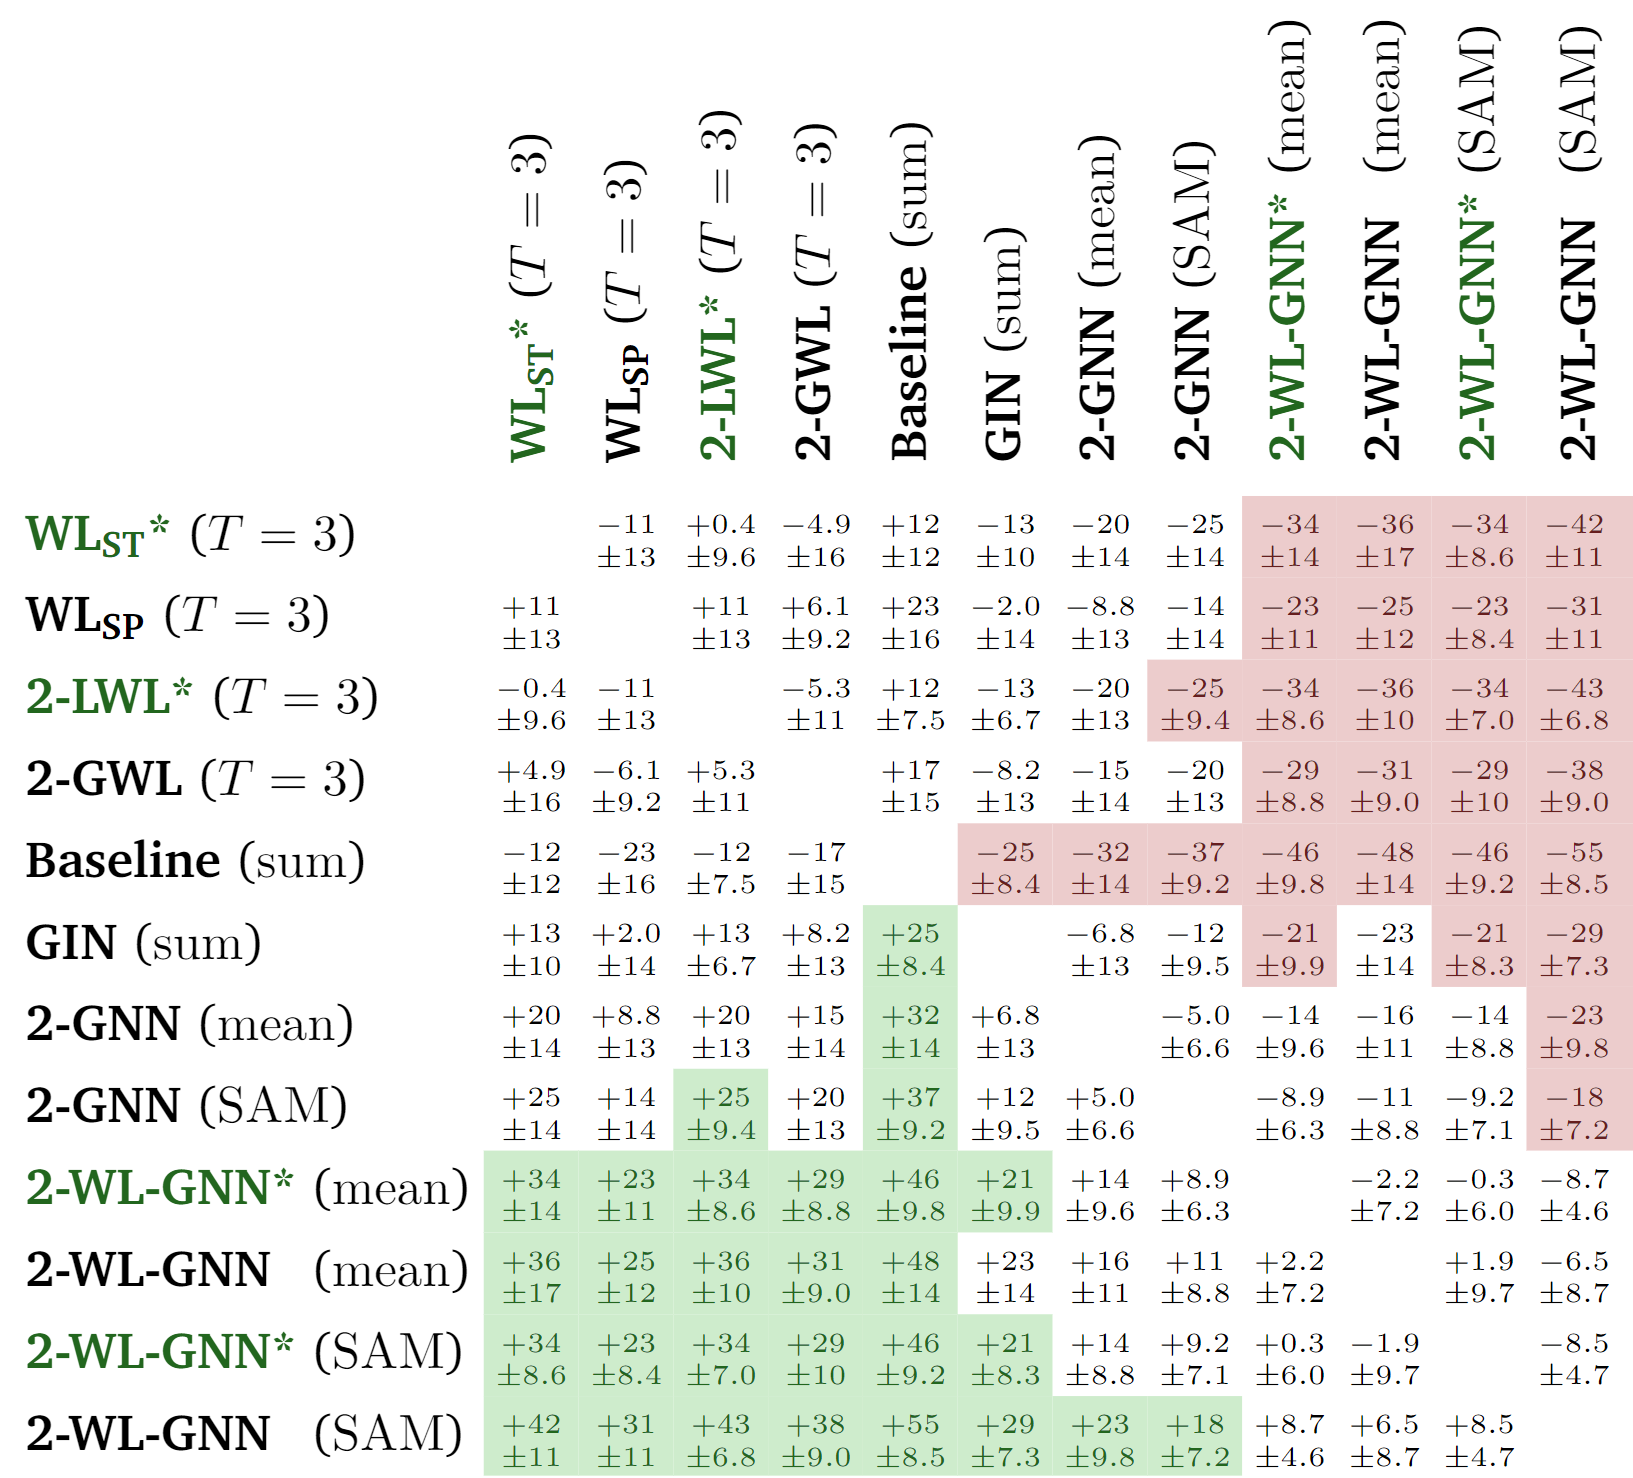 WL_ST* (T = 3)
WL_SP (T = 3)
2-LWL* (T = 3)
2-GWL (T = 3)
Baseline (sum)
GIN (sum)
2-GNN (mean)
2-GNN (SAM)
2-WL-GNN* (mean)
2-WL-GNN (mean)
2-WL-GNN* (SAM)
2-WL-GNN (SAM)
WL_ST* (T = 3) −11 +0.4 −4.9 +12 −13 −20 −25 −34 −36 −34 −42
±13 ±9.6 ±16 ±12 ±10 ±14 ±14 ±14 ±17 ±8.6 ±11
WL_SP (T = 3) +11 +11 +6.1 +23 −2.0 −8.8 −14 −23 −25 −23 −31
±13 ±13 ±9.2 ±16 ±14 ±13 ±14 ±11 ±12 ±8.4 ±11
2-LWL* (T = 3) −0.4 −11 −5.3 +12 −13 −20 −25 −34 −36 −34 −43
±9.6 ±13 ±11 ±7.5 ±6.7 ±13 ±9.4 ±8.6 ±10 ±7.0 ±6.8
2-GWL (T = 3) +4.9 −6.1 +5.3 +17 −8.2 −15 −20 −29 −31 −29 −38
±16 ±9.2 ±11 ±15 ±13 ±14 ±13 ±8.8 ±9.0 ±10 ±9.0
Baseline (sum) −12 −23 −12 −17 −25 −32 −37 −46 −48 −46 −55
±12 ±16 ±7.5 ±15 ±8.4 ±14 ±9.2 ±9.8 ±14 ±9.2 ±8.5
GIN (sum) +13 +2.0 +13 +8.2 +25 −6.8 −12 −21 −23 −21 −29
±10 ±14 ±6.7 ±13 ±8.4 ±13 ±9.5 ±9.9 ±14 ±8.3 ±7.3
2-GNN (mean) +20 +8.8 +20 +15 +32 +6.8 −5.0 −14 −16 −14 −23
±14 ±13 ±13 ±14 ±14 ±13 ±6.6 ±9.6 ±11 ±8.8 ±9.8
2-GNN (SAM) +25 +14 +25 +20 +37 +12 +5.0 −8.9 −11 −9.2 −18
±14 ±14 ±9.4 ±13 ±9.2 ±9.5 ±6.6 ±6.3 ±8.8 ±7.1 ±7.2
2-WL-GNN* (mean) +34 +23 +34 +29 +46 +21 +14 +8.9 −2.2 −0.3 −8.7
±14 ±11 ±8.6 ±8.8 ±9.8 ±9.9 ±9.6 ±6.3 ±7.2 ±6.0 ±4.6
2-WL-GNN (mean) +36 +25 +36 +31 +48 +23 +16 +11 +2.2 +1.9 −6.5
±17 ±12 ±10 ±9.0 ±14 ±14 ±11 ±8.8 ±7.2 ±9.7 ±8.7
2-WL-GNN* (SAM) +34 +23 +34 +29 +46 +21 +14 +9.2 +0.3 −1.9 −8.5
±8.6 ±8.4 ±7.0 ±10 ±9.2 ±8.3 ±8.8 ±7.1 ±6.0 ±9.7 ±4.7
2-WL-GNN (SAM) +42 +31 +43 +38 +55 +29 +23 +18 +8.7 +6.5 +8.5
±11 ±11 ±6.8 ±9.0 ±8.5 ±7.3 ±9.8 ±7.2 ±4.6 ±8.7 ±4.7